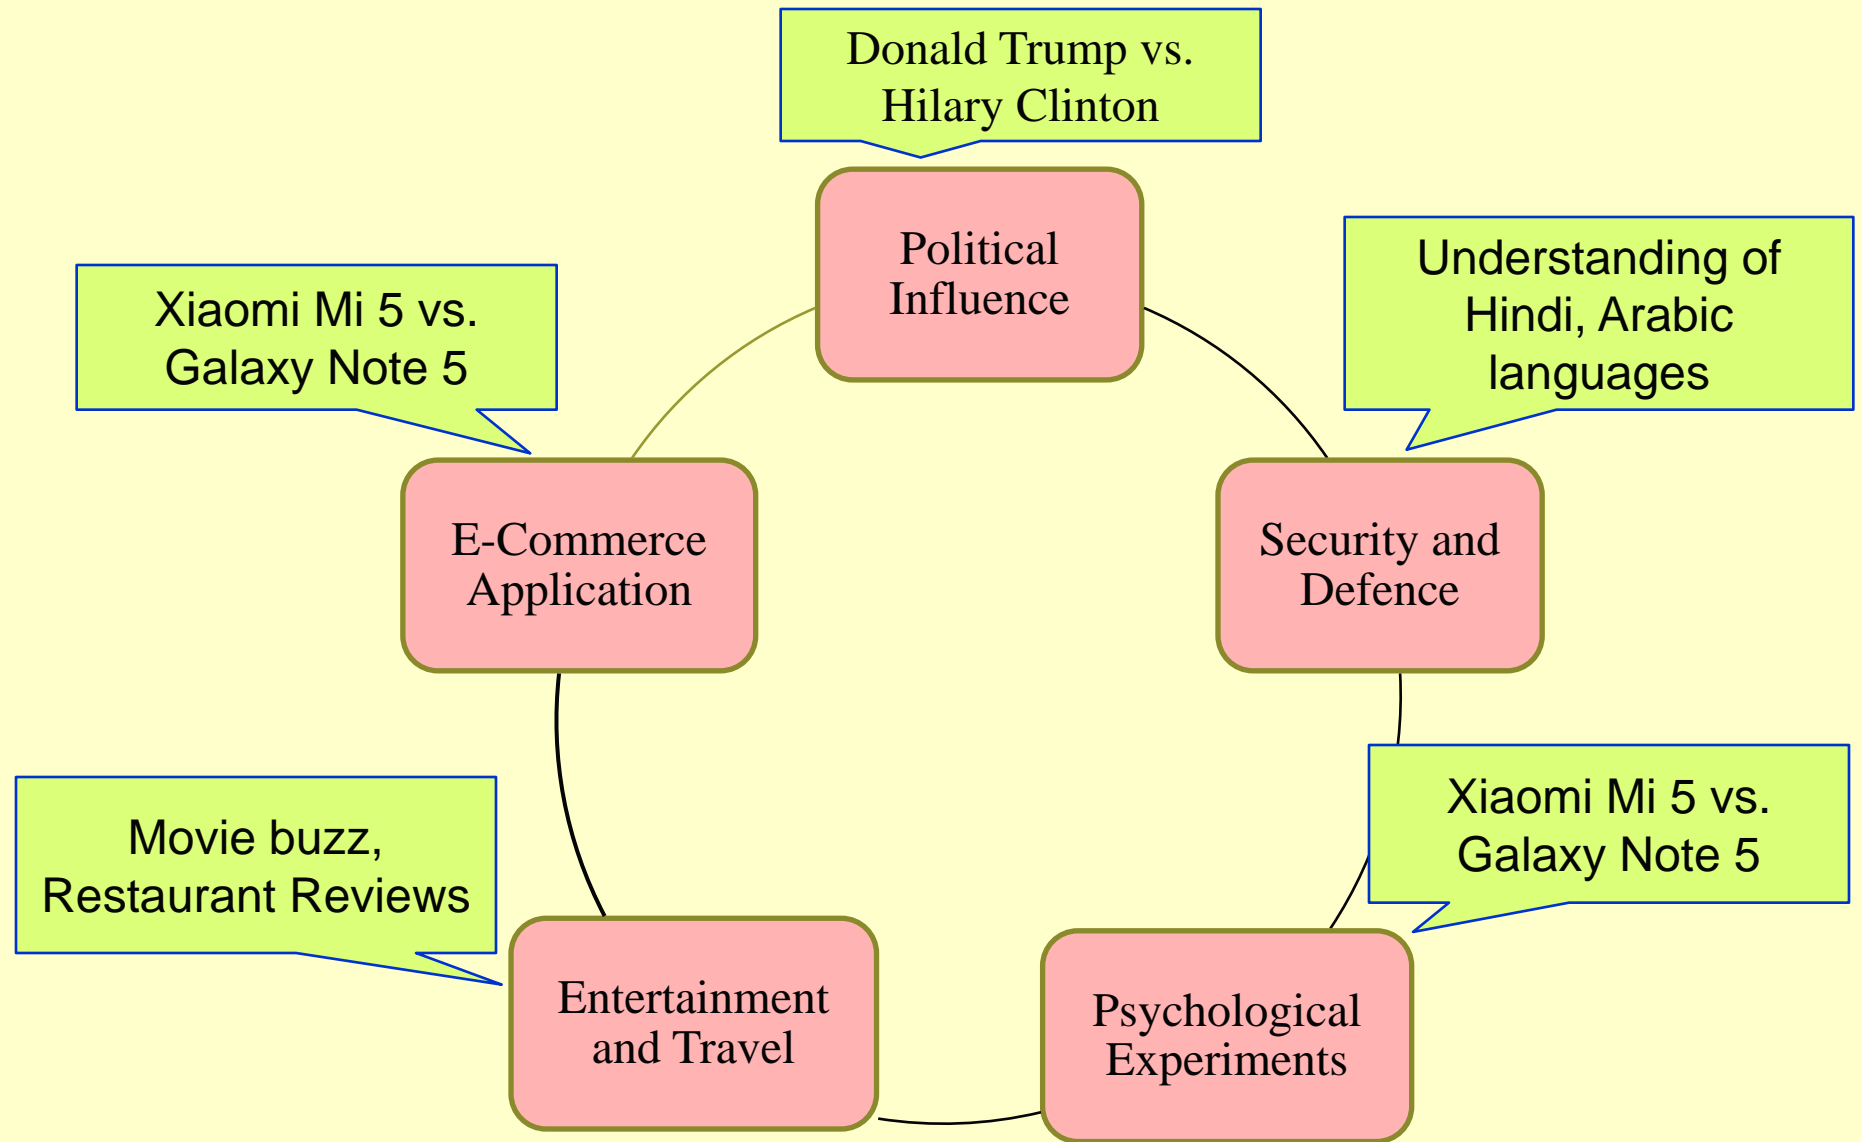 Donald Trump vs.
Hilary Clinton
Political
Influence
Understanding of
Hindi, Arabic
languages
Xiaomi Mi 5 vs.
Galaxy Note 5
E-Commerce
Application
Security and
Defence
Xiaomi Mi 5 vs.
Galaxy Note 5
Movie buzz,
Restaurant Reviews
Entertainment
and Travel
Psychological
Experiments